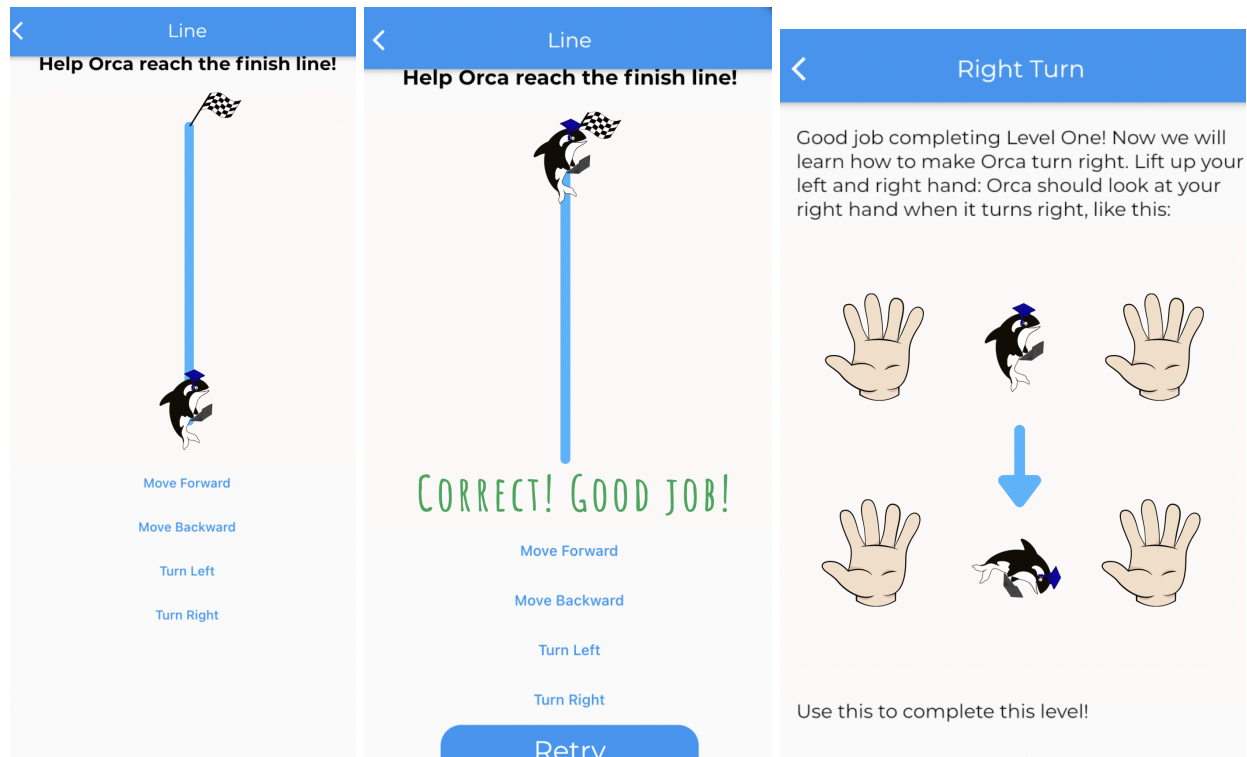 Line
Help Orca reach the finish line!
Move Forward
Move Backward
Turn Left
Turn Right
Line
Help Orca reach the finish line!
Correct! Good job!
Move Forward
Move Backward
Turn Left
Turn Right
Retry
Right Turn
Good job completing Level One! Now we will
learn how to make Orca turn right. Lift up your
left and right hand: Orca should look at your
right hand when it turns right, like this:
Use this to complete this level!